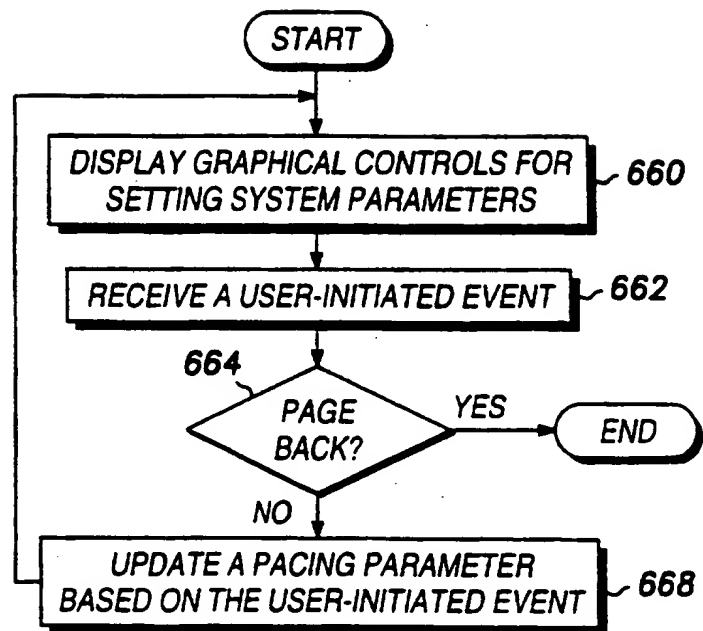 START
DISPLAY GRAPHICAL CONTROLS FOR
SETTING SYSTEM PARAMETERS
660
RECEIVE A USER-INITIATED EVENT
662
664
PAGE
BACK?
YES
END
NO
UPDATE A PACING PARAMETER
BASED ON THE USER-INITIATED EVENT
668